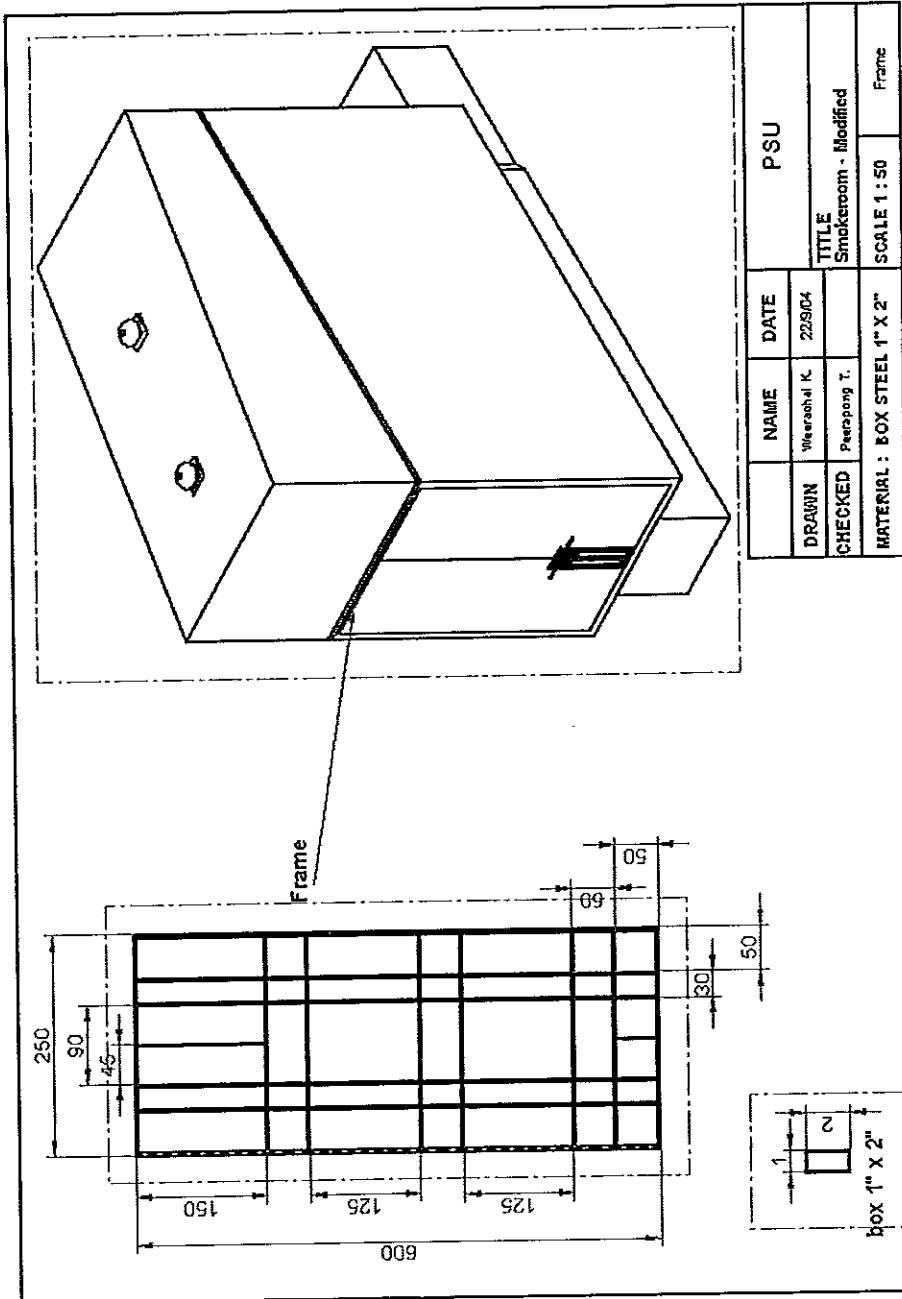 Frame
250
90
45
150
125
125
600
60
50
30
50
1
2
box 1" X 2"
NAME
DATE
PSU
DRAWN
Weerachai K.
22/9/04
TITLE
Smokeroom - Modified
CHECKED
Peerapong T.
MATERIAL : BOX STEEL 1" X 2"
SCALE 1 : 50
Frame